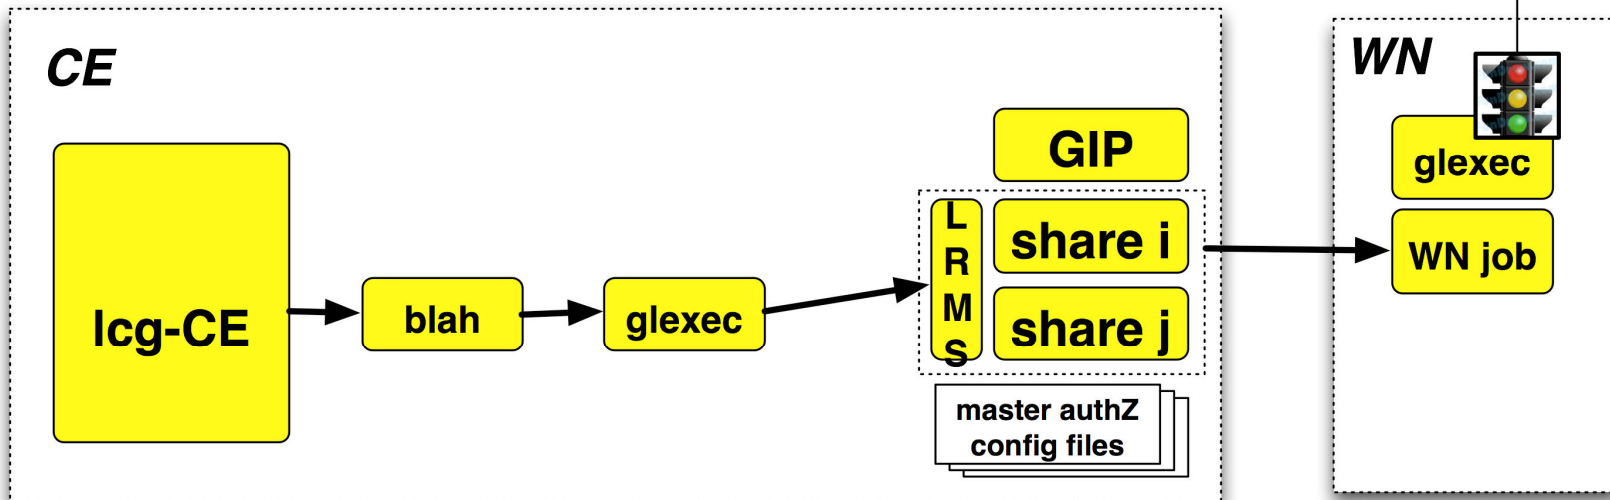 CE
WN
GIP
glexec
L
R
M
S
share i
WN job
lcg-CE
blah
glexec
share j
master authZ
config files